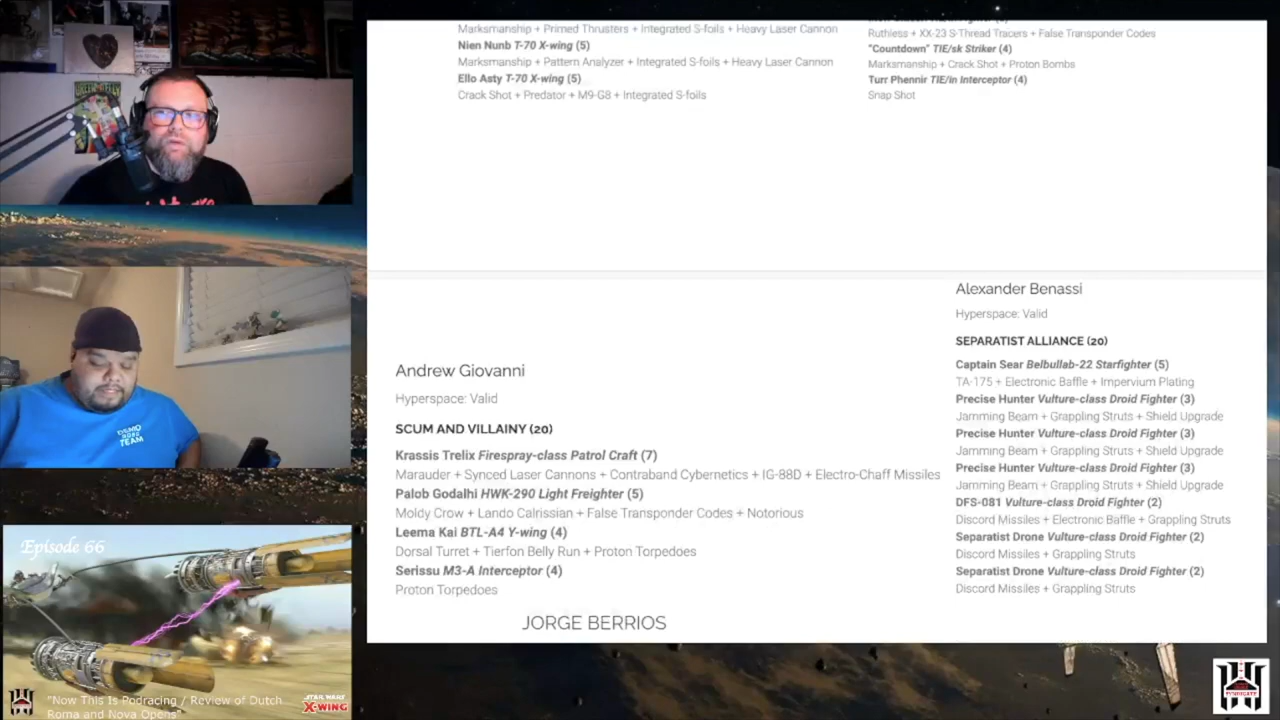 Marksmanship + Primed Thrusters + Integrated S-foils + Heavy Laser Cannon
Nien Nunb T-70 X-wing (5)
Marksmanship + Pattern Analyzer + Integrated S-foils + Heavy Laser Cannon
Ello Asty T-70 X-wing (5)
Crack Shot + Predator + M9-G8 + Integrated S-foils
Ruthless + XX-23 S-Thread Tracers + False Transponder Codes
"Countdown" TIE/sk Striker (4)
Marksmanship + Crack Shot + Proton Bombs
Turr Phennir TIE/in Interceptor (4)
Snap Shot
Andrew Giovanni
Hyperspace: Valid
SCUM AND VILLAINY (20)
Krassis Trelix Firespray-class Patrol Craft (7)
Marauder + Synced Laser Cannons + Contraband Cybernetics + IG-88D + Electro-Chaff Missiles
Palob Godalhi HWK-290 Light Freighter (5)
Moldy Crow + Lando Calrissian + False Transponder Codes + Notorious
Leema Kai BTL-A4 Y-wing (4)
Dorsal Turret + Tierfon Belly Run + Proton Torpedoes
Serissu M3-A Interceptor (4)
Proton Torpedoes
JORGE BERRIOS
Alexander Benassi
Hyperspace: Valid
SEPARATIST ALLIANCE (20)
Captain Sear Belbullab-22 Starfighter (5)
TA-175 + Electronic Baffle + Impervium Plating
Precise Hunter Vulture-class Droid Fighter (3)
Jamming Beam + Grappling Struts + Shield Upgrade
Precise Hunter Vulture-class Droid Fighter (3)
Jamming Beam + Grappling Struts + Shield Upgrade
Precise Hunter Vulture-class Droid Fighter (3)
Jamming Beam + Grappling Struts + Shield Upgrade
DFS-081 Vulture-class Droid Fighter (2)
Discord Missiles + Electronic Baffle + Grappling Struts
Separatist Drone Vulture-class Droid Fighter (2)
Discord Missiles + Grappling Struts
Separatist Drone Vulture-class Droid Fighter (2)
Discord Missiles + Grappling Struts
Episode 66
"Now This Is Podracing / Review of Dutch
Roma and Nova Opens"
STAR WARS
X-WING
SYNDICATE